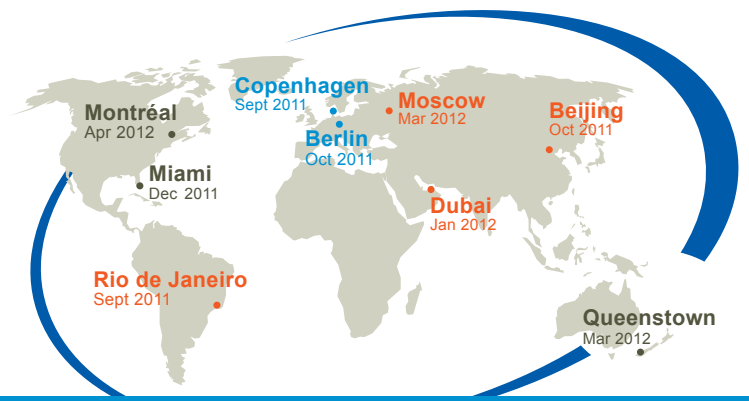 Copenhagen
Sept 2011
Moscow
Mar 2012
Montréal
Apr 2012
Beijing
Oct 2011
Berlin
Oct 2011
Miami
Dec 2011
Dubai
Jan 2012
Rio de Janeiro
Sept 2011
Queenstown
Mar 2012